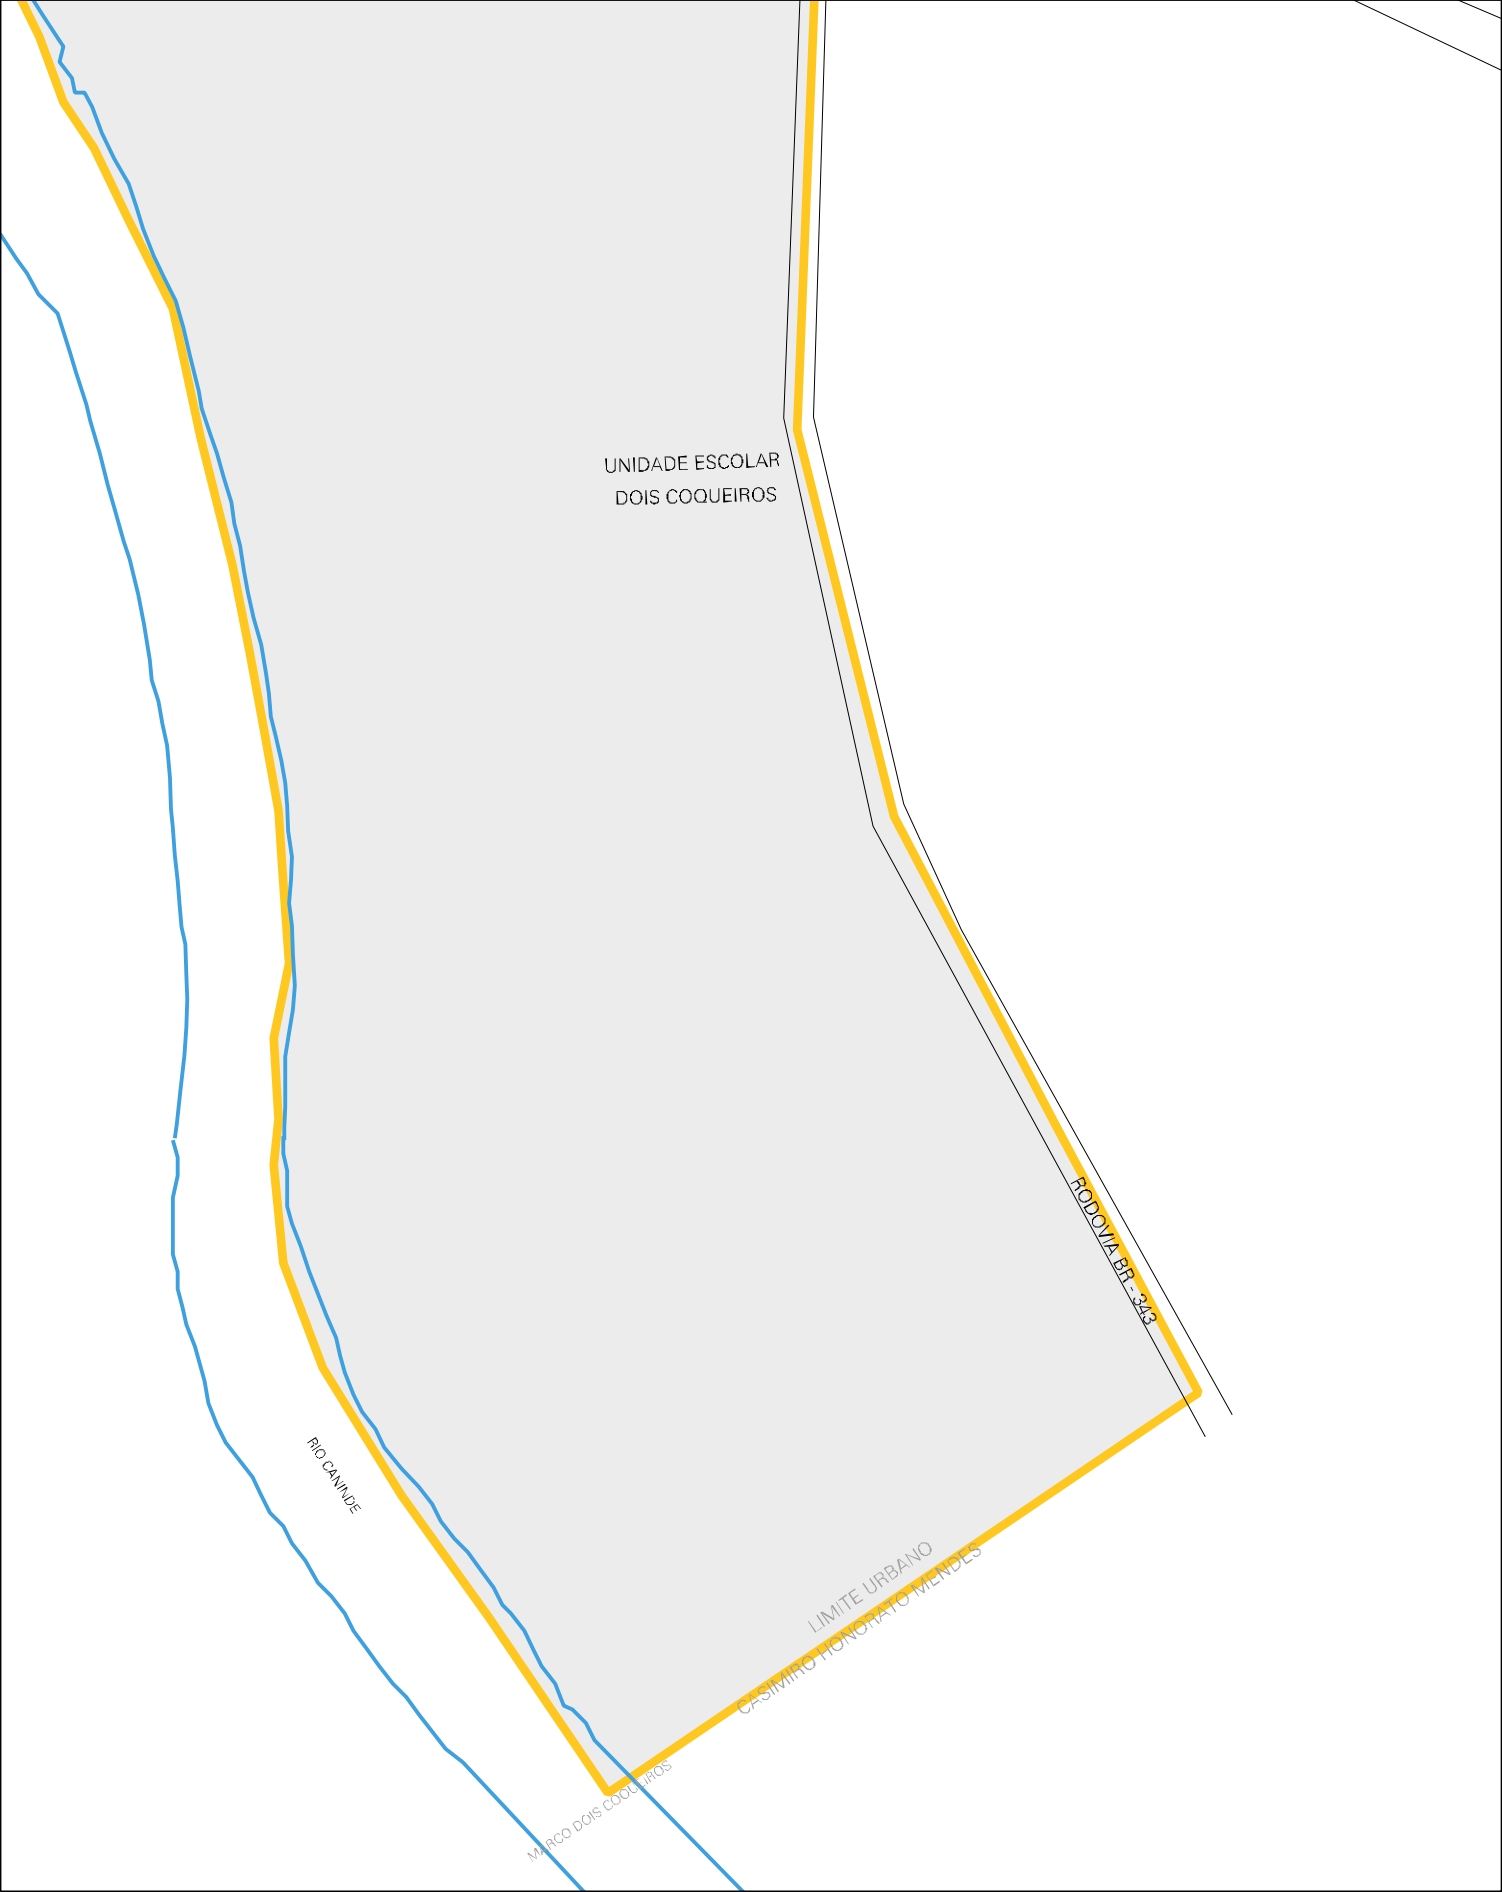 UNIDADE ESCOLAR
DOIS COQUEIROS
RODOVIA BR - 343
RIO CANINDE
LIMITE URBANO
CASIMIRO HONORATO MENDES
MARCO DOIS COQUEIROS